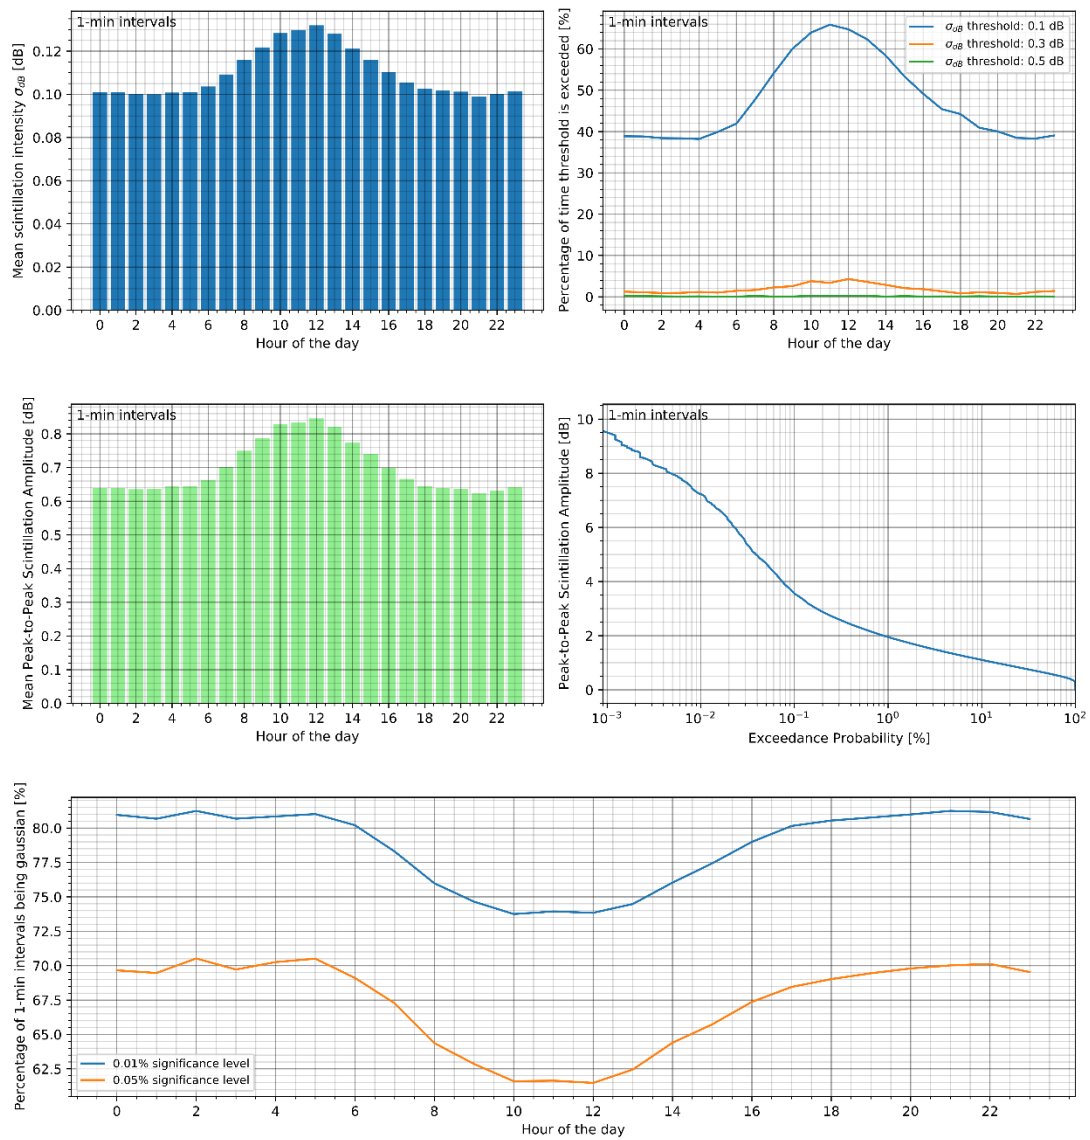 1-min intervals
Mean scintillation intensity σdB [dB]
0.12
0.10
0.08
0.06
0.04
0.02
0.00
0 2 4 6 8 10 12 14 16 18 20 22
Hour of the day
1-min intervals
σdB threshold: 0.1 dB
σdB threshold: 0.3 dB
σdB threshold: 0.5 dB
Percentage of time threshold is exceeded [%]
60
50
40
30
20
10
0
0 2 4 6 8 10 12 14 16 18 20 22
Hour of the day
1-min intervals
Mean Peak-to-Peak Scintillation Amplitude [dB]
0.8
0.7
0.6
0.5
0.4
0.3
0.2
0.1
0.0
0 2 4 6 8 10 12 14 16 18 20 22
Hour of the day
1-min intervals
Peak-to-Peak Scintillation Amplitude [dB]
10
8
6
4
2
0
10⁻³ 10⁻² 10⁻¹ 10⁰ 10¹ 10²
Exceedance Probability [%]
Percentage of 1-min intervals being gaussian [%]
80.0
77.5
75.0
72.5
70.0
67.5
65.0
62.5
0.01% significance level
0.05% significance level
0 2 4 6 8 10 12 14 16 18 20 22
Hour of the day